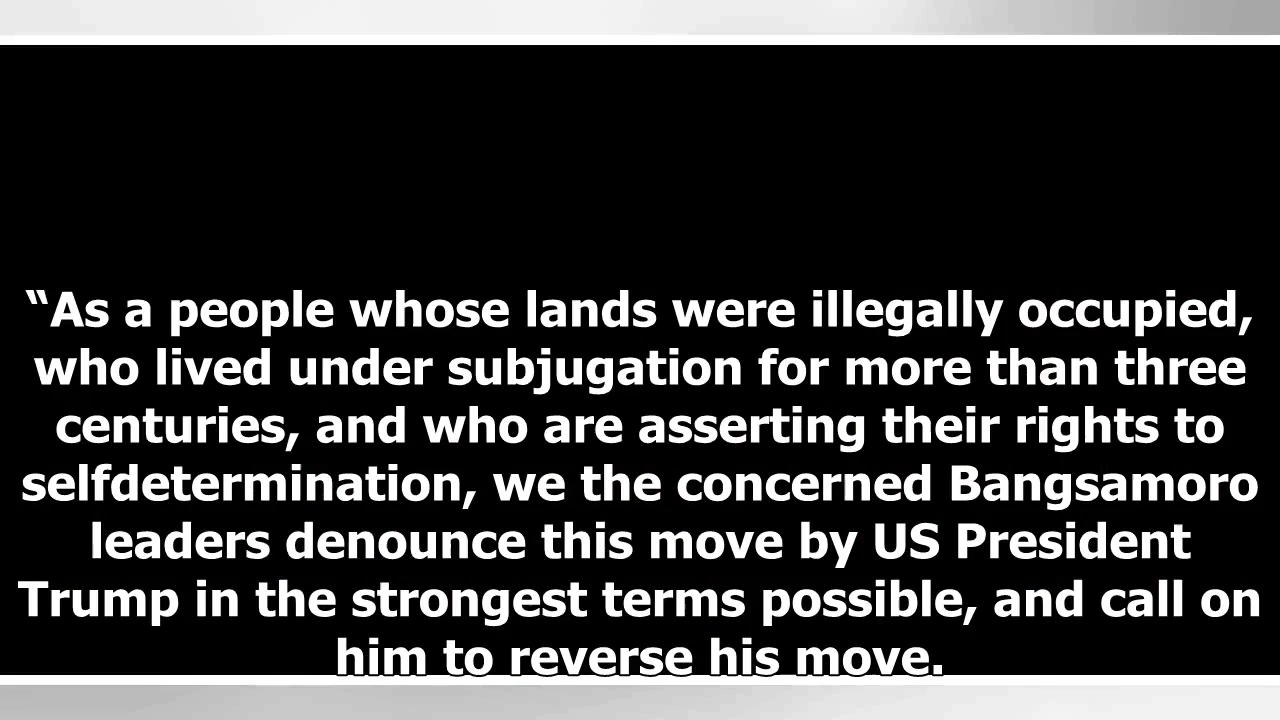 “As a people whose lands were illegally occupied,
who lived under subjugation for more than three
centuries, and who are asserting their rights to
selfdetermination, we the concerned Bangsamoro
leaders denounce this move by US President
Trump in the strongest terms possible, and call on
him to reverse his move.